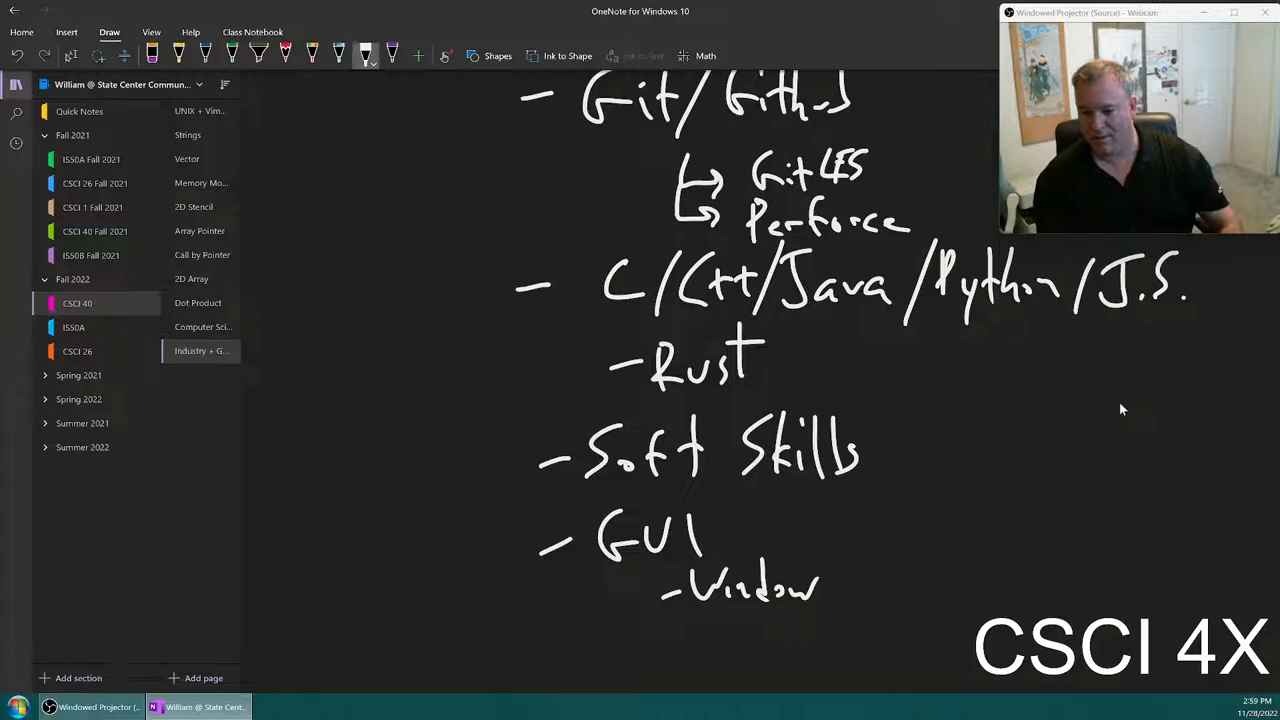 OneNote for Windows 10
Windowed Projector (Source) - Webcam
nsert
Draw
View
Class Notebook
Shapes
Ink to Shape
Ink to Text
Math
William @ State Center Commun...
Quick Notes
Fall 2021
IS50A Fall 2021
CSCI 26 Fall 2021
CSCI 1 Fall 2021
CSCI 40 Fall 2021
IS50B Fall 2021
Fall 2022
CSCI 40
IS50A
CSCI 26
Spring 2021
Spring 2022
Summer 2021
Summer 2022
Add section
UNIX + Vim...
Strings
Vector
Memory Mo...
2D Stencil
Array Pointer
Call by Pointer
2D Array
Dot Product
Computer Sci...
Industry + G...
Add page
- Git/
Git LFS
Perforce
- C/C++/Java/Python/J.S.
- Rust
- Soft Skills
- GUI
- Window
CSCI 4X
Windowed Projector (...
William @ State Cent...
2:59 PM
11/28/2022